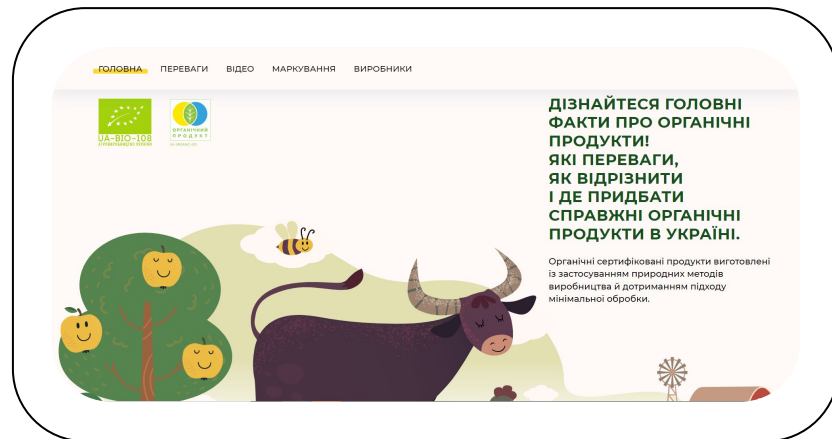 ГОЛОВНА ПЕРЕВАГИ ВІДЕО МАРКУВАННЯ ВИРОБНИКИ
UA-BIO-108
ОРГАНІЧНИЙ
ПРОДУКТ
ДІЗНАЙТЕСЯ ГОЛОВНІ
ФАКТИ ПРО ОРГАНІЧНІ
ПРОДУКТИ!
ЯКІ ПЕРЕВАГИ,
ЯК ВІДРІЗНИТИ
І ДЕ ПРИДБАТИ
СПРАВЖНІ ОРГАНІЧНІ
ПРОДУКТИ В УКРАЇНІ.
Органічні сертифіковані продукти виготовлені
із застосуванням природних методів
виробництва й дотриманням підходу
мінімальної обробки.